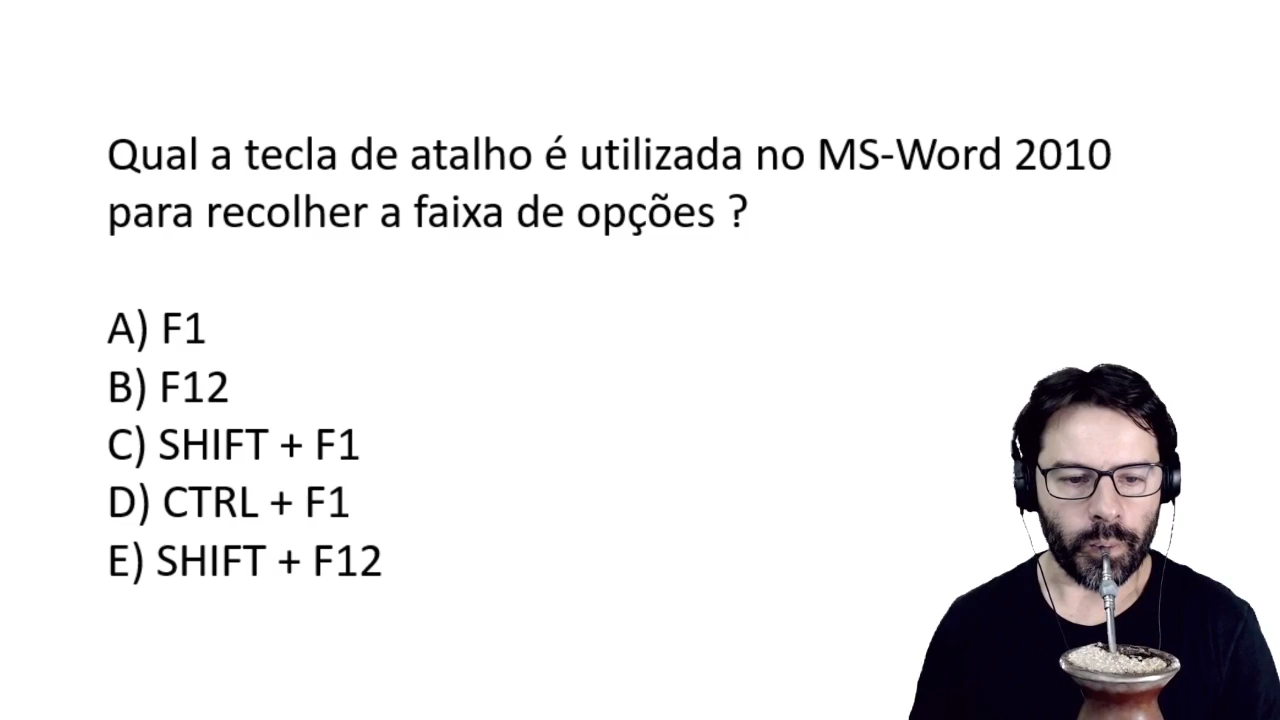 Qual a tecla de atalho é utilizada no MS-Word 2010
para recolher a faixa de opções ?
A) F1
B) F12
C) SHIFT + F1
D) CTRL + F1
E) SHIFT + F12